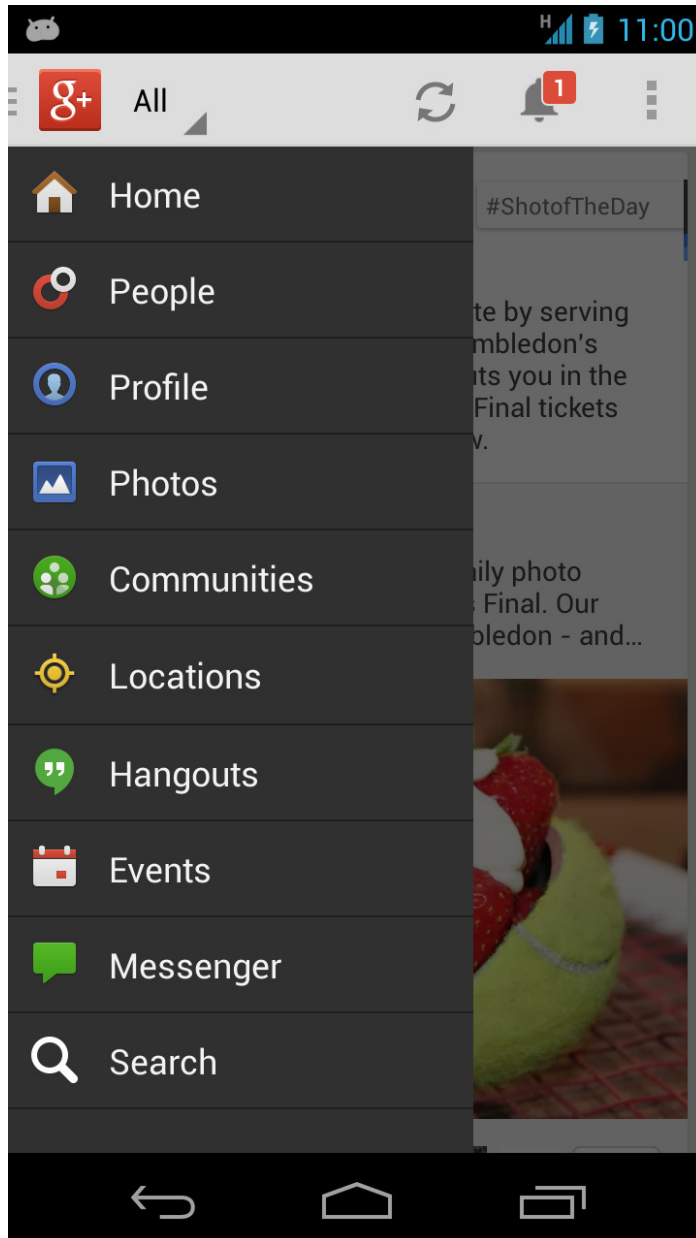 H
11:00
g+
All
1
Home
#ShotofTheDay
People
te by serving
mbledon's
its you in the
Profile
Final tickets
Photos
Communities
ily photo
s Final. Our
bledon - and...
Locations
Hangouts
Events
Messenger
Search